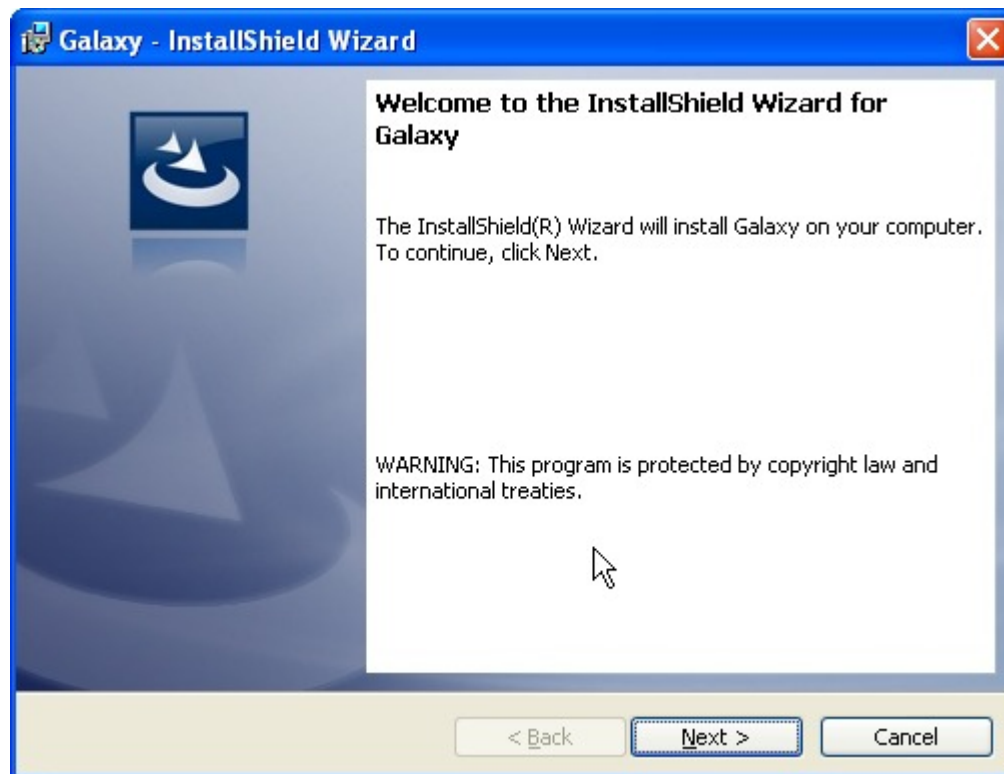 Galaxy - InstallShield Wizard
Welcome to the InstallShield Wizard for
Galaxy
The InstallShield(R) Wizard will install Galaxy on your computer.
To continue, click Next.
WARNING: This program is protected by copyright law and
international treaties.
< Back Next > Cancel